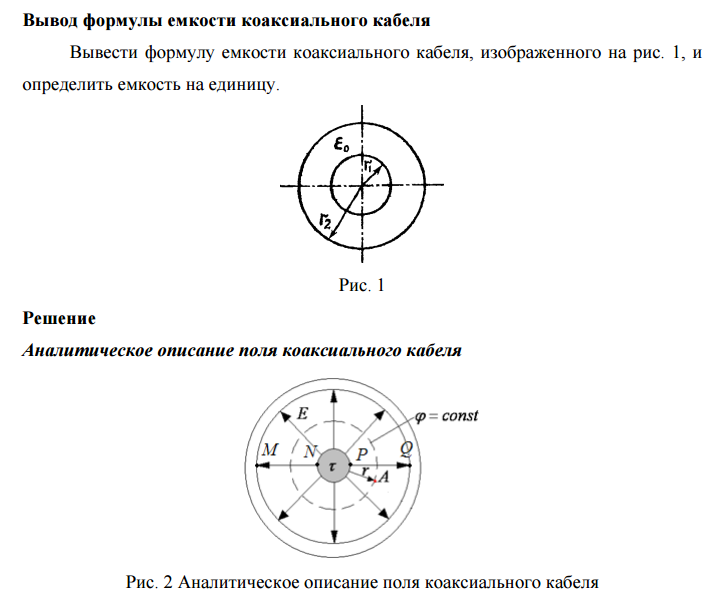 Вывод формулы емкости коаксиального кабеля
Вывести формулу емкости коаксиального кабеля, изображенного на рис. 1, и
определить емкость на единицу.
ε₀
r₁
r₂
Рис. 1
Решение
Аналитическое описание поля коаксиального кабеля
E
φ = const
M N P Q
τ r A
Рис. 2 Аналитическое описание поля коаксиального кабеля